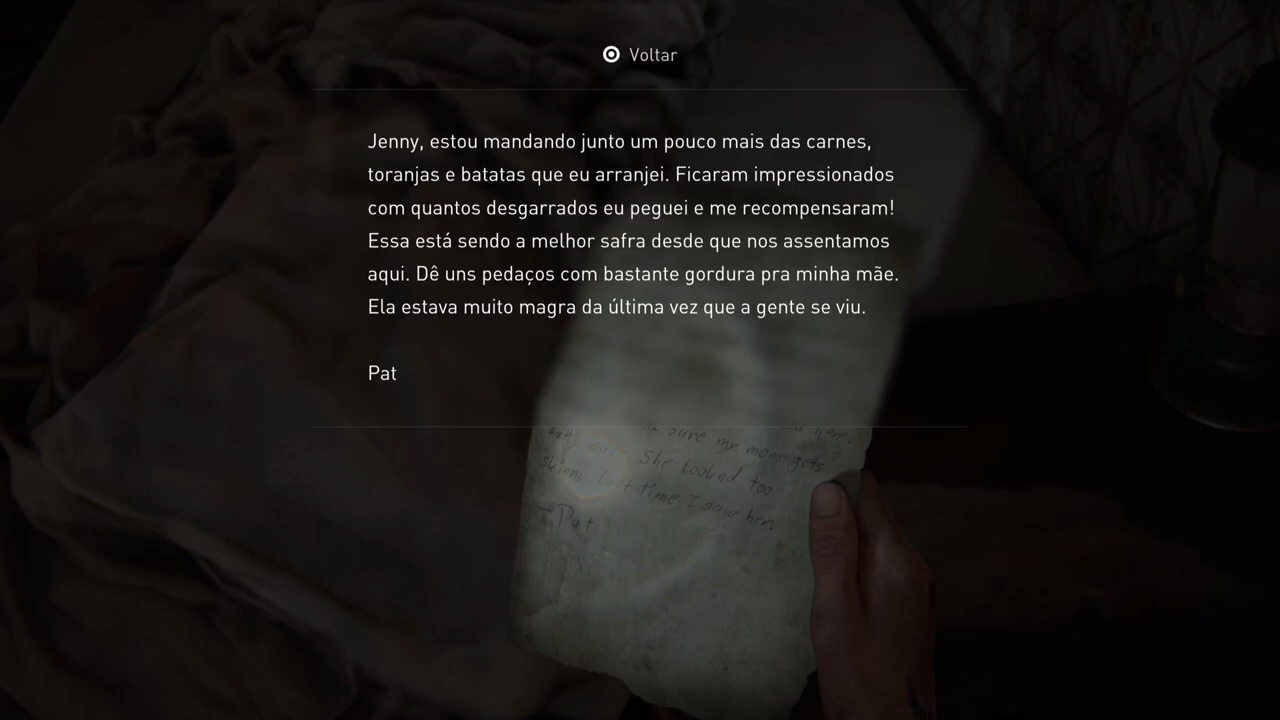 Voltar
Jenny, estou mandando junto um pouco mais das carnes,
toranjas e batatas que eu arranjei. Ficaram impressionados
com quantos desgarrados eu peguei e me recompensaram!
Essa está sendo a melhor safra desde que nos assentamos
aqui. Dê uns pedaços com bastante gordura pra minha mãe.
Ela estava muito magra da última vez que a gente se viu.
Pat
sure my mom gets
She looked too
skinny last time I saw her.
- Pat